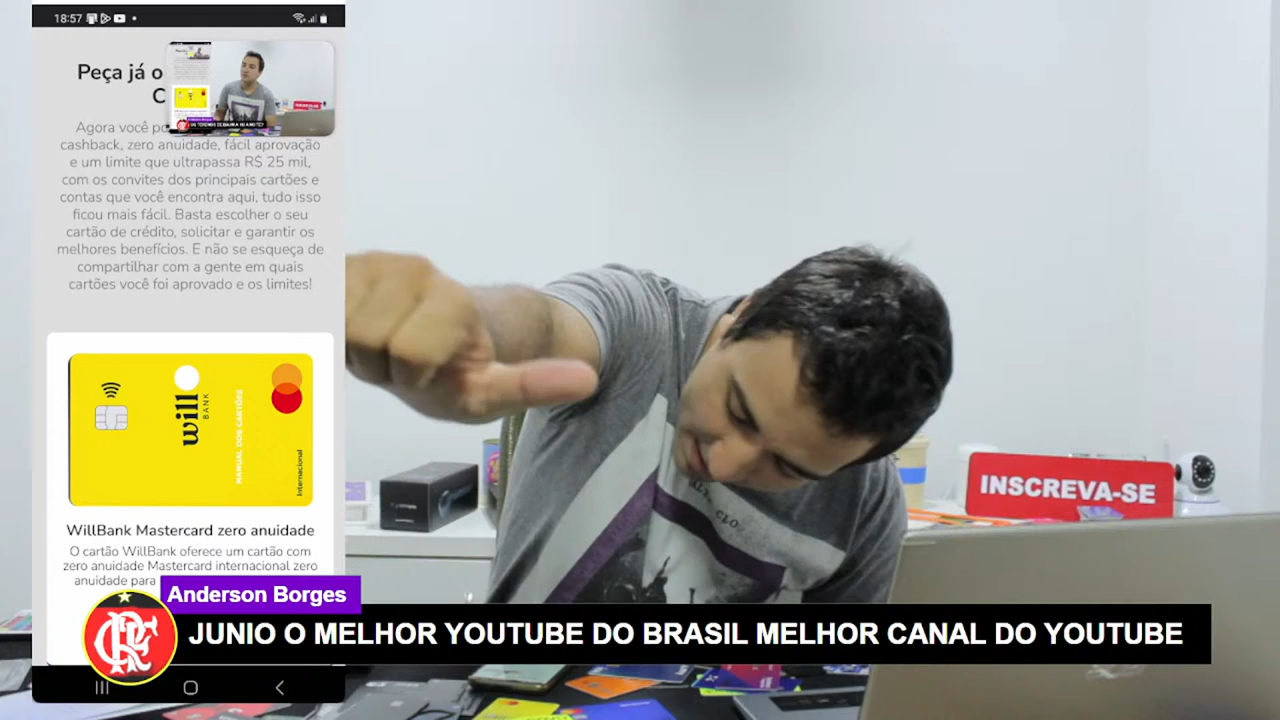 18:57
Peça já o
C
Agora você po
cashback, zero anuidade, fácil aprovação
e um limite que ultrapassa R$ 25 mil,
com os convites dos principais cartões e
contas que você encontra aqui, tudo isso
ficou mais fácil. Basta escolher o seu
cartão de crédito, solicitar e garantir os
melhores benefícios. E não se esqueça de
compartilhar com a gente em quais
cartões você foi aprovado e os limites!
will
BANK
MANUAL DOS CARTÕES
Internacional
WillBank Mastercard zero anuidade
O cartão WillBank oferece um cartão com
zero anuidade Mastercard internacional zero
anuidade para
INSCREVA-SE
Anderson Borges
JUNIO O MELHOR YOUTUBE DO BRASIL MELHOR CANAL DO YOUTUBE